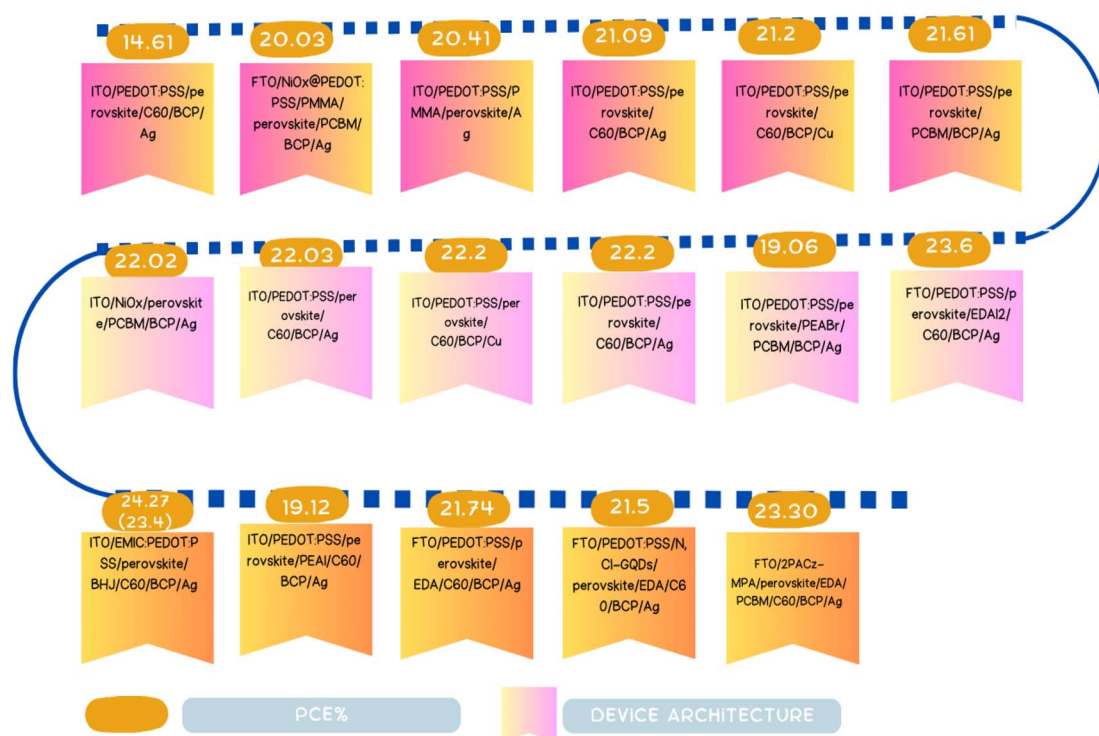 14.61
ITO/PEDOT:PSS/pe
rovskite/C60/BCP/
Ag
20.03
FTO/NiOx@PEDOT:
PSS/PMMA/
perovskite/PCBM/
BCP/Ag
20.41
ITO/PEDOT:PSS/P
MMA/perovskite/A
g
21.09
ITO/PEDOT:PSS/pe
rovskite/
C60/BCP/Ag
21.2
ITO/PEDOT:PSS/pe
rovskite/
C60/BCP/Cu
21.61
ITO/PEDOT:PSS/pe
rovskite/
PCBM/BCP/Ag
22.02
ITO/NiOx/perovskit
e/PCBM/BCP/Ag
22.03
ITO/PEDOT:PSS/per
ovskite/
C60/BCP/Ag
22.2
ITO/PEDOT:PSS/per
ovskite/
C60/BCP/Cu
22.2
ITO/PEDOT:PSS/pe
rovskite/
C60/BCP/Ag
19.06
ITO/PEDOT:PSS/pe
rovskite/PEABr/
PCBM/BCP/Ag
23.6
FTO/PEDOT:PSS/p
erovskite/EDAI2/
C60/BCP/Ag
24.27
(23.4)
ITO/EMIC:PEDOT:P
SS/perovskite/
BHJ/C60/BCP/Ag
19.12
ITO/PEDOT:PSS/pe
rovskite/PEAI/C60/
BCP/Ag
21.74
FTO/PEDOT:PSS/p
erovskite/
EDA/C60/BCP/Ag
21.5
FTO/PEDOT:PSS/N,
Cl-GQDs/
perovskite/EDA/C6
0/BCP/Ag
23.30
FTO/2PACz-
MPA/perovskite/EDA/
PCBM/C60/BCP/Ag
PCE%
DEVICE ARCHITECTURE